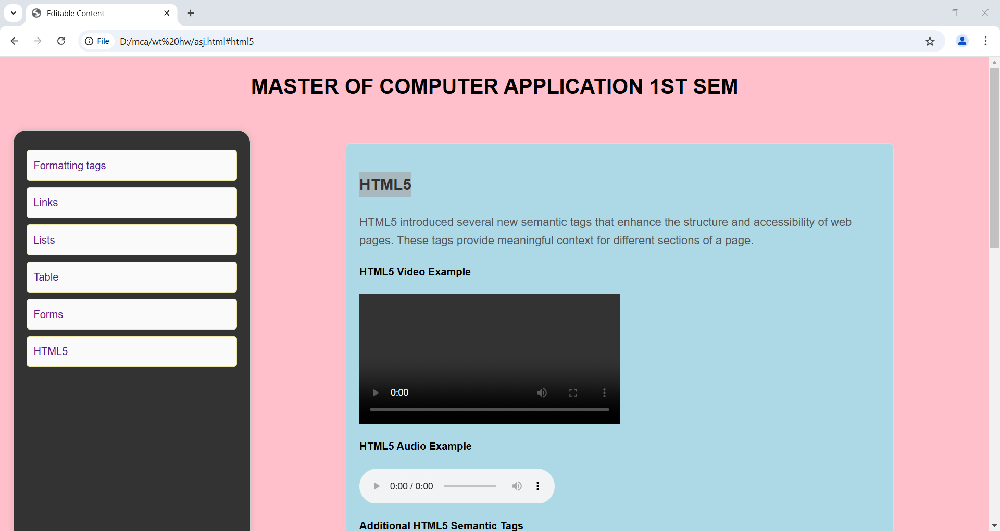 Editable Content
File D:/mca/wt%20hw/asj.html#html5
MASTER OF COMPUTER APPLICATION 1ST SEM
Formatting tags
Links
Lists
Table
Forms
HTML5
HTML5
HTML5 introduced several new semantic tags that enhance the structure and accessibility of web
pages. These tags provide meaningful context for different sections of a page.
HTML5 Video Example
0:00
HTML5 Audio Example
0:00 / 0:00
Additional HTML5 Semantic Tags